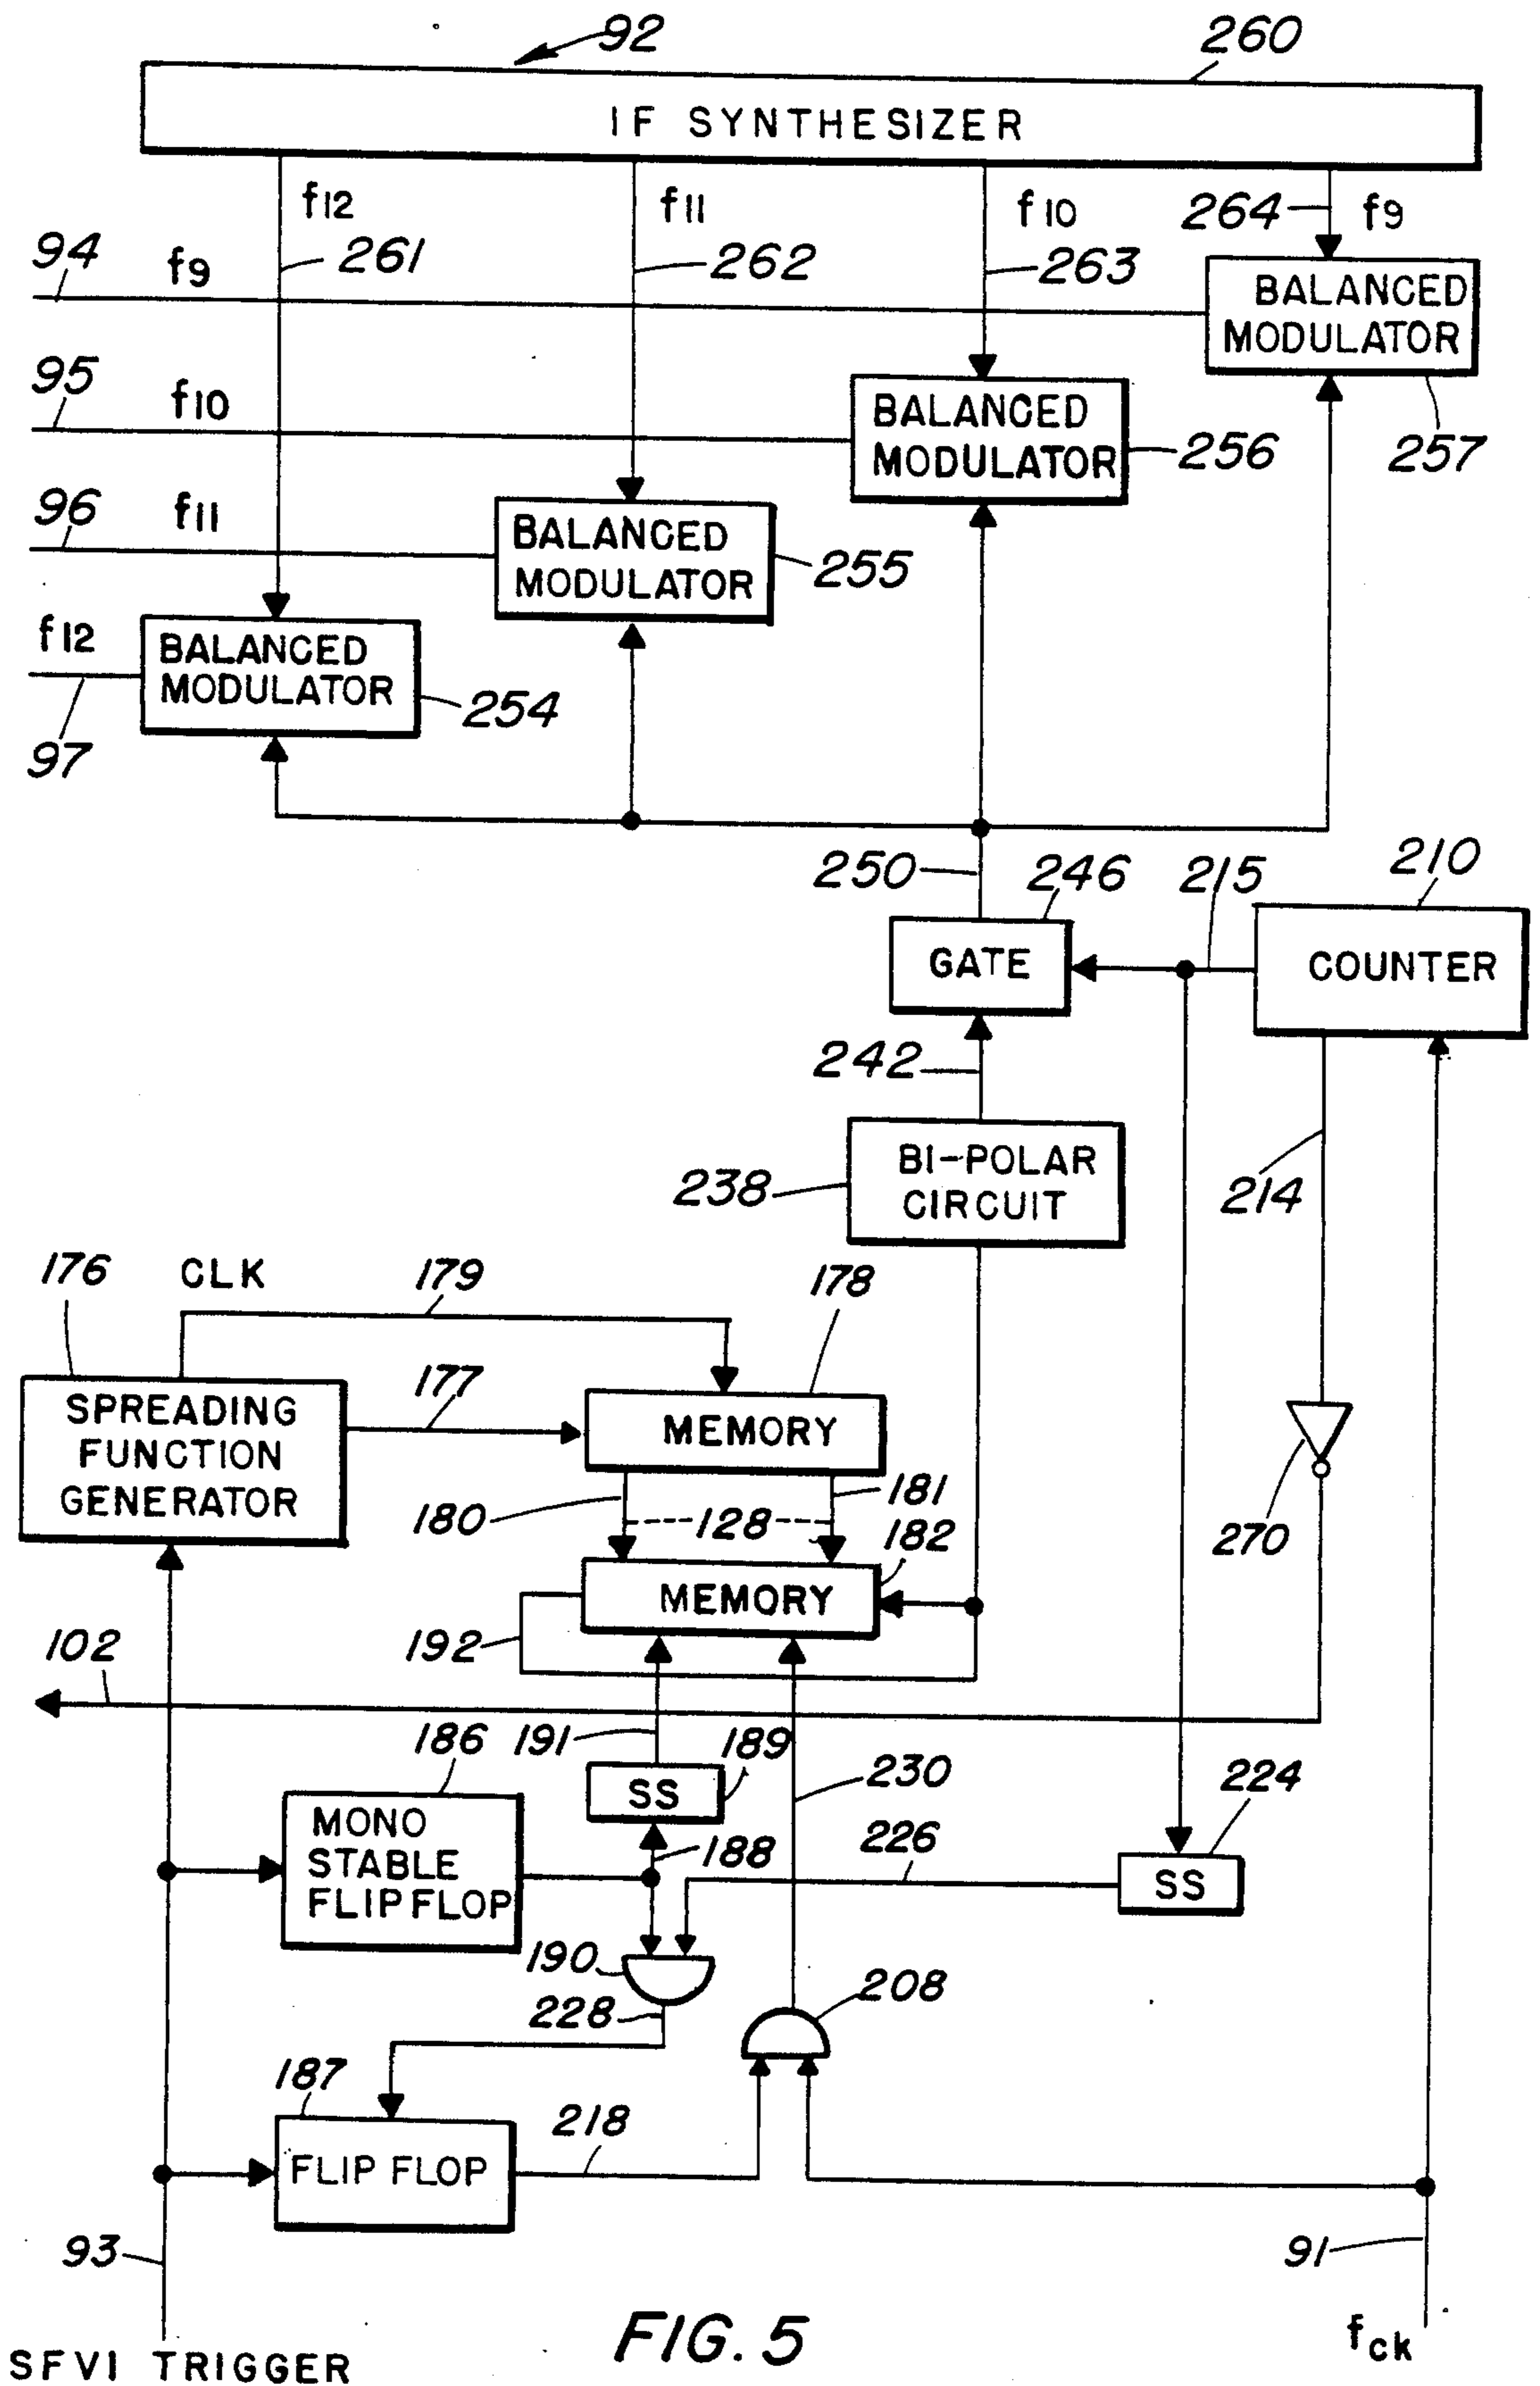 92
260
IF SYNTHESIZER
f12
f11
f10
264
f9
94
f9
261
262
263
BALANCED
MODULATOR
95
f10
BALANCED
MODULATOR
256
257
96
f11
BALANCED
MODULATOR
255
f12
BALANCED
MODULATOR
254
97
250
246
215
210
GATE
COUNTER
242
BI-POLAR
CIRCUIT
238
214
176
CLK
179
178
SPREADING
FUNCTION
GENERATOR
177
MEMORY
180
181
128
182
270
MEMORY
192
102
186
191
189
SS
230
224
MONO
STABLE
FLIP FLOP
188
226
SS
190
228
208
187
218
FLIP FLOP
93
91
FIG. 5
fck
SFVI TRIGGER